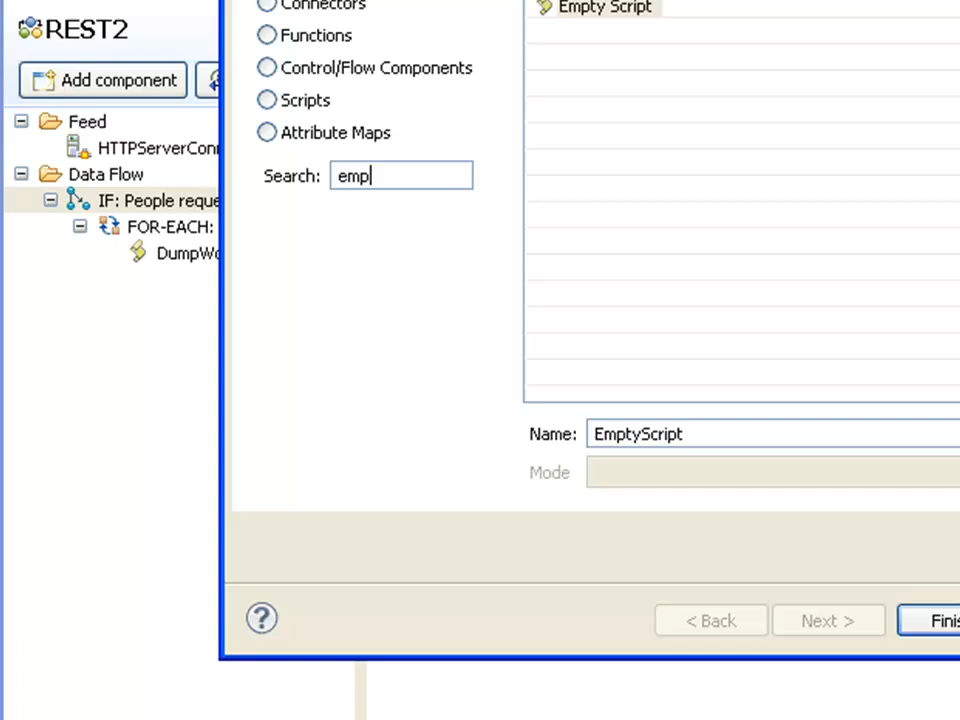 REST2
Add component
Feed
HTTPServerConn
Data Flow
IF: People reque
FOR-EACH:
DumpWo
Connectors
Functions
Control/Flow Components
Scripts
Attribute Maps
Search: emp
Empty Script
Name: EmptyScript
Mode
?
< Back
Next >
Finis